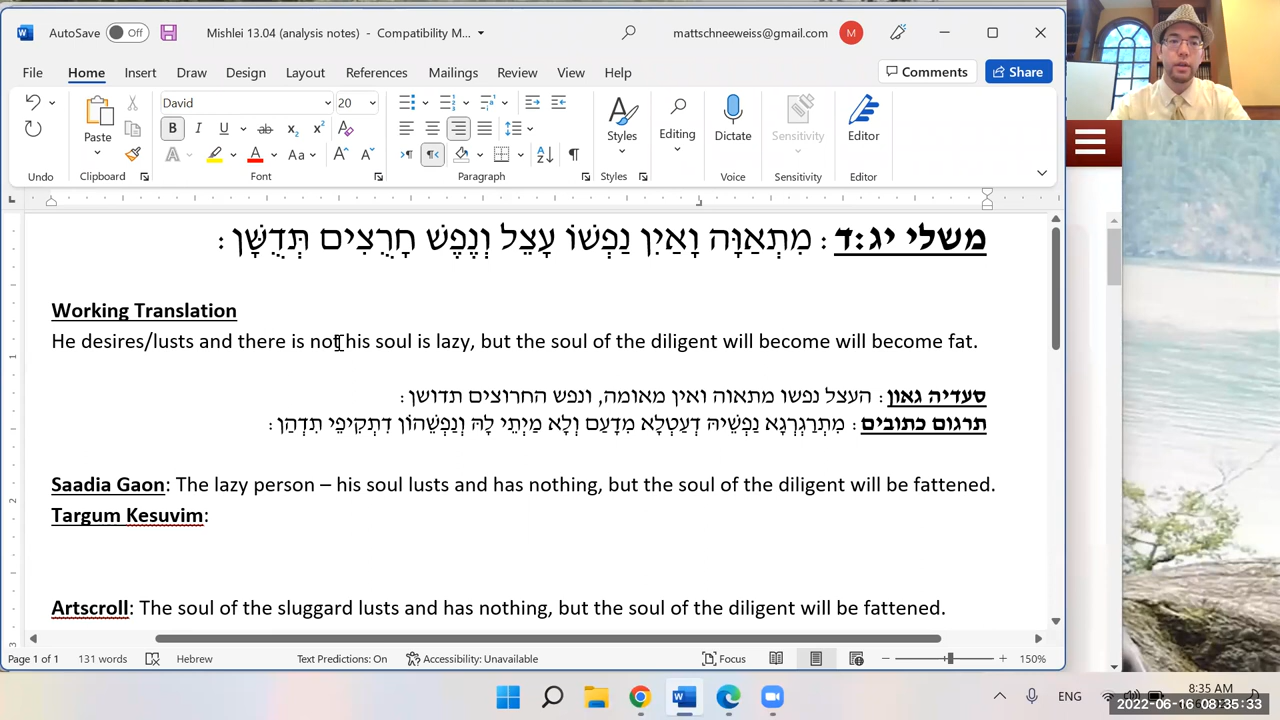 AutoSave Off Mishlei 13.04 (analysis notes) - Compatibility M... mattschneeweiss@gmail.com M
File Home Insert Draw Design Layout References Mailings Review View Help Comments Share
David 20
Paste Styles Editing Dictate Sensitivity Editor
Undo Clipboard Font Paragraph Styles Voice Sensitivity Editor
משלי יג:ד : מִתְאַוָּה וָאַיִן נַפְשׁוֹ עָצֵל וְנֶפֶשׁ חָרֻצִים תְּדֻשָּׁן :
Working Translation
He desires/lusts and there is not his soul is lazy, but the soul of the diligent will become will become fat.
סעדיה גאון : העצל נפשו מתאוה ואין מאומה, ונפש החרוצים תדושן :
תרגום כתובים : מִתְרַגְרְגָא נַפְשֵׁיהּ דְעַטְלָא מִדָּעַם וְלָא מַיְתֵי לָהּ וְנַפְשֵׁהוֹן דִתְקִיפֵי תִּדְהַן :
Saadia Gaon: The lazy person – his soul lusts and has nothing, but the soul of the diligent will be fattened.
Targum Kesuvim:
Artscroll: The soul of the sluggard lusts and has nothing, but the soul of the diligent will be fattened.
Page 1 of 1 131 words Hebrew Text Predictions: On Accessibility: Unavailable Focus 150%
ENG 8:35 AM
2022-06-16 08:35:33